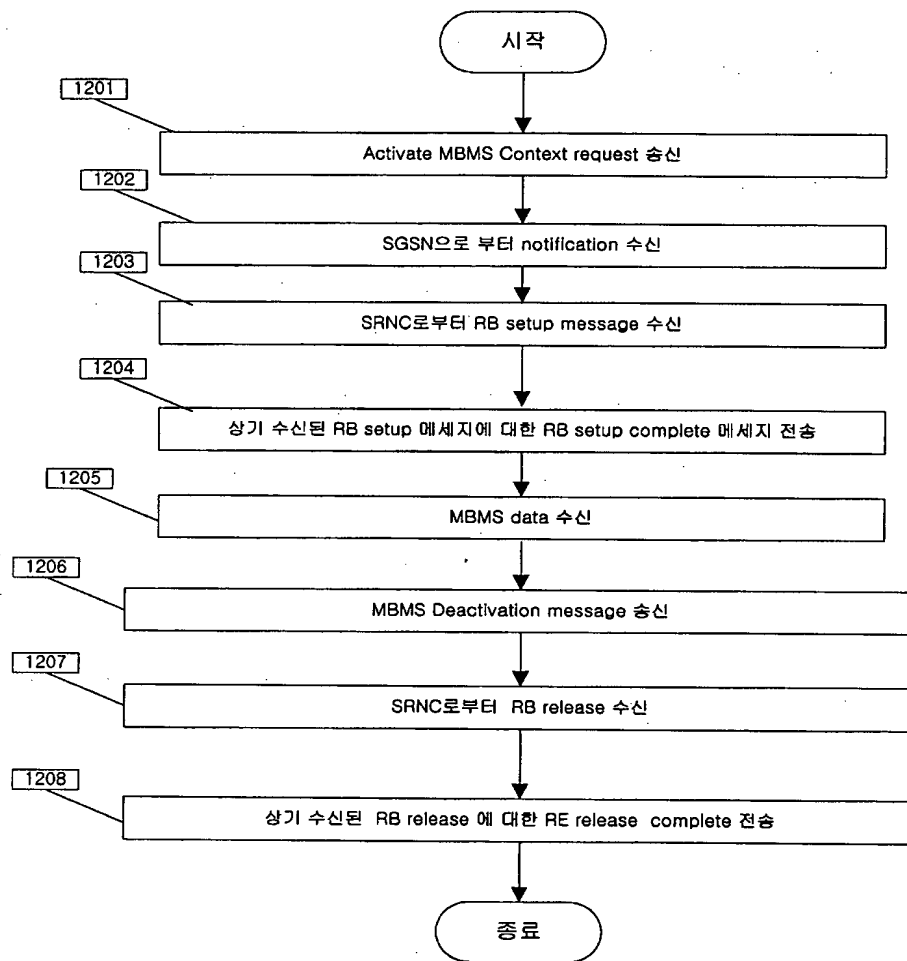 시작
1201
Activate MBMS Context request 송신
1202
SGSN으로 부터 notification 수신
1203
SRNC로부터 RB setup message 수신
1204
상기 수신된 RB setup 메세지에 대한 RB setup complete 메세지 전송
1205
MBMS data 수신
1206
MBMS Deactivation message 송신
1207
SRNC로부터 RB release 수신
1208
상기 수신된 RB release 에 대한 RE release complete 전송
종료